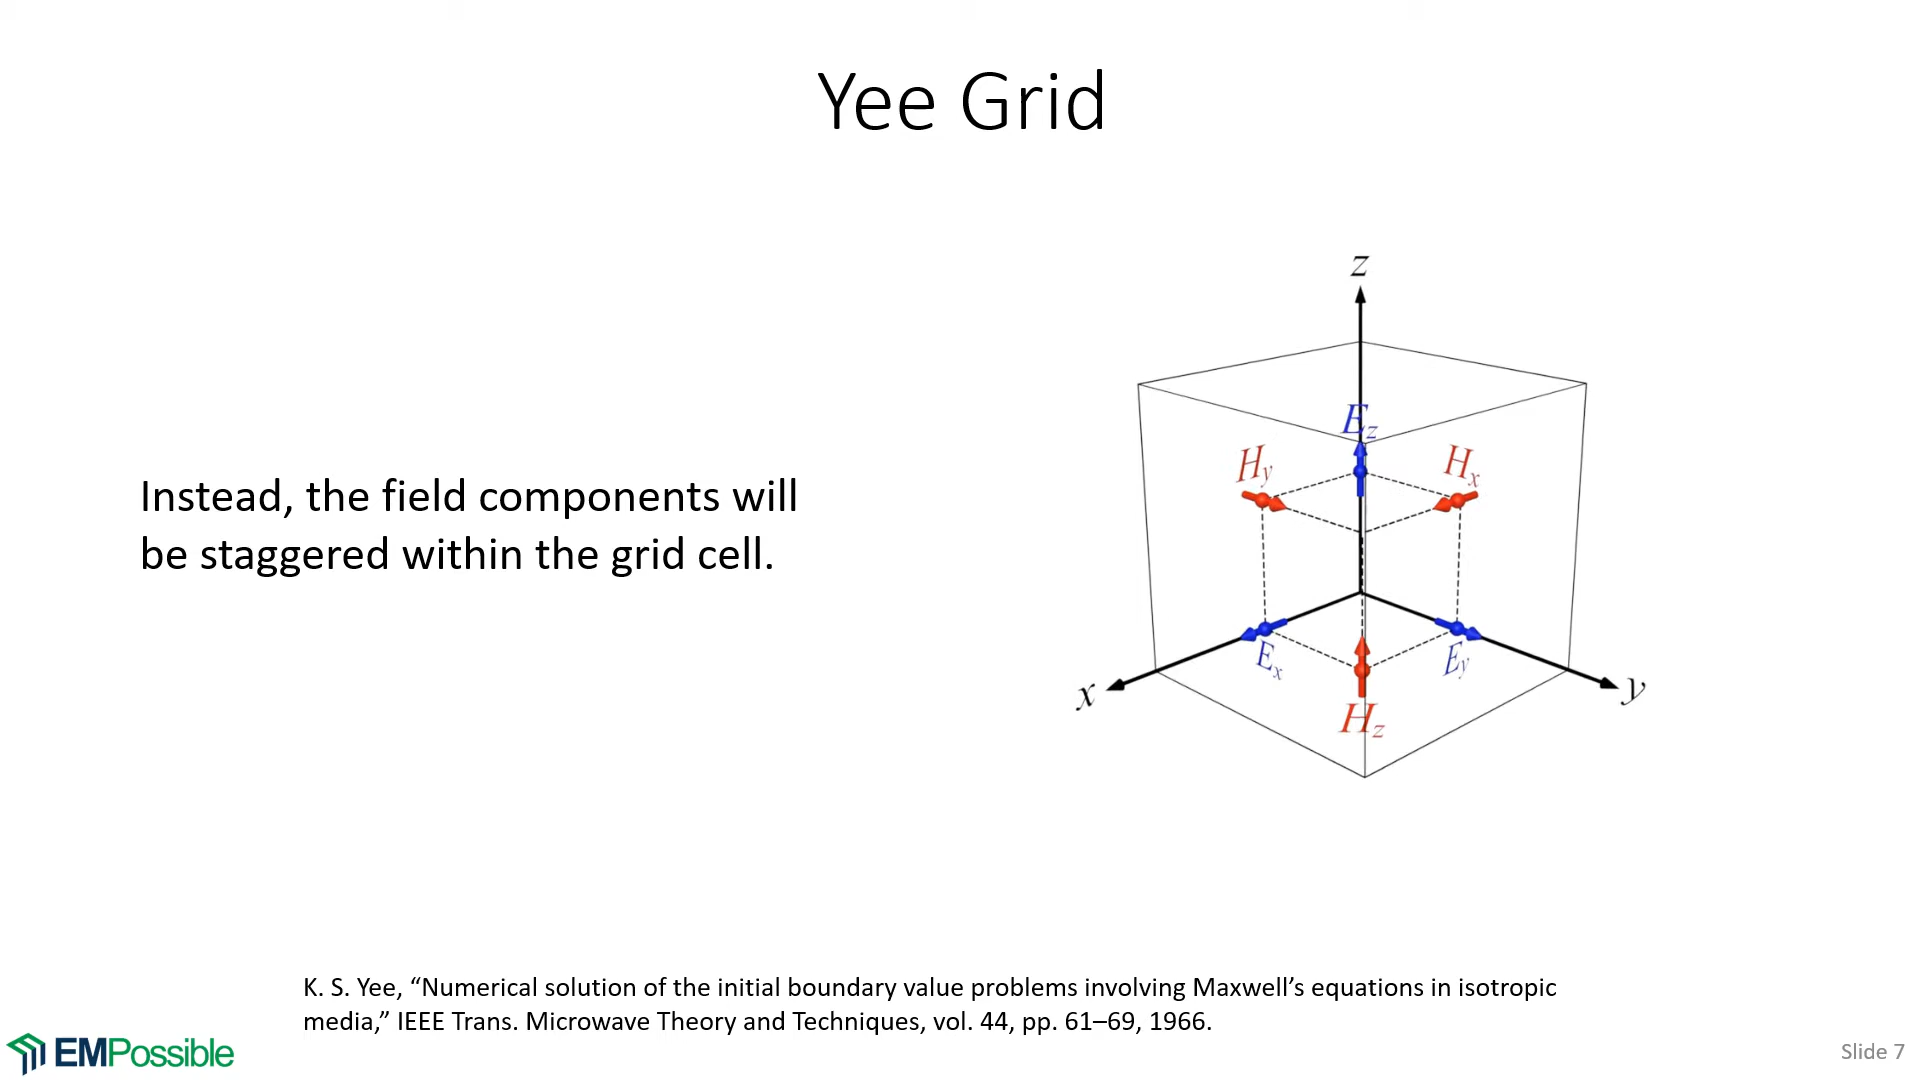 Yee Grid
Instead, the field components will
be staggered within the grid cell.
z
E_z
H_y
H_x
E_x
E_y
x
y
H_z
K. S. Yee, “Numerical solution of the initial boundary value problems involving Maxwell’s equations in isotropic
media,” IEEE Trans. Microwave Theory and Techniques, vol. 44, pp. 61–69, 1966.
EMPossible
Slide 7